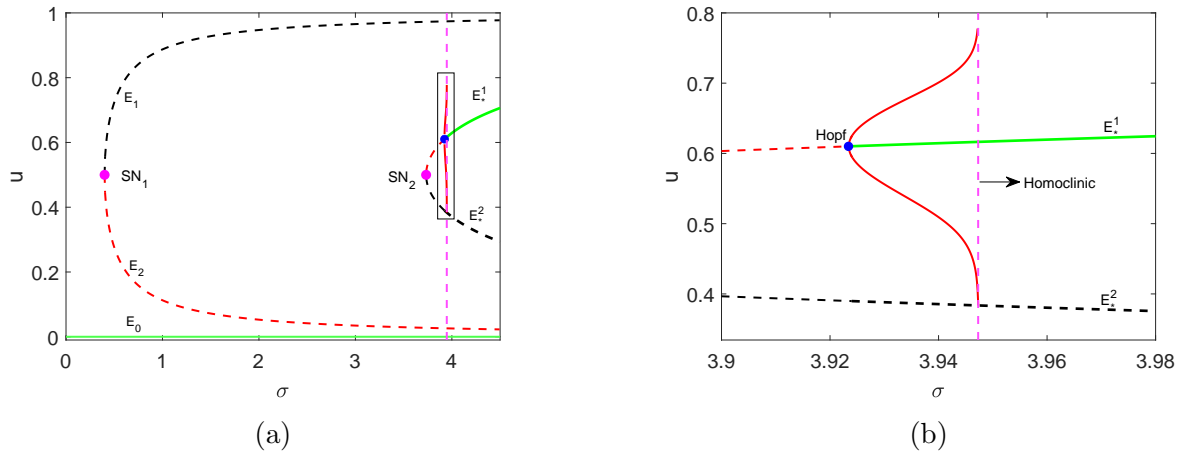 1
0.8
0.6
0.4
0.2
0
u
E₁
SN₁
E₂
E₀
SN₂
E*¹
E*²
0 1 2 3 4
σ
(a)
0.8
0.7
0.6
0.5
0.4
u
Hopf
E*¹
Homoclinic
E*²
3.9 3.92 3.94 3.96 3.98
σ
(b)